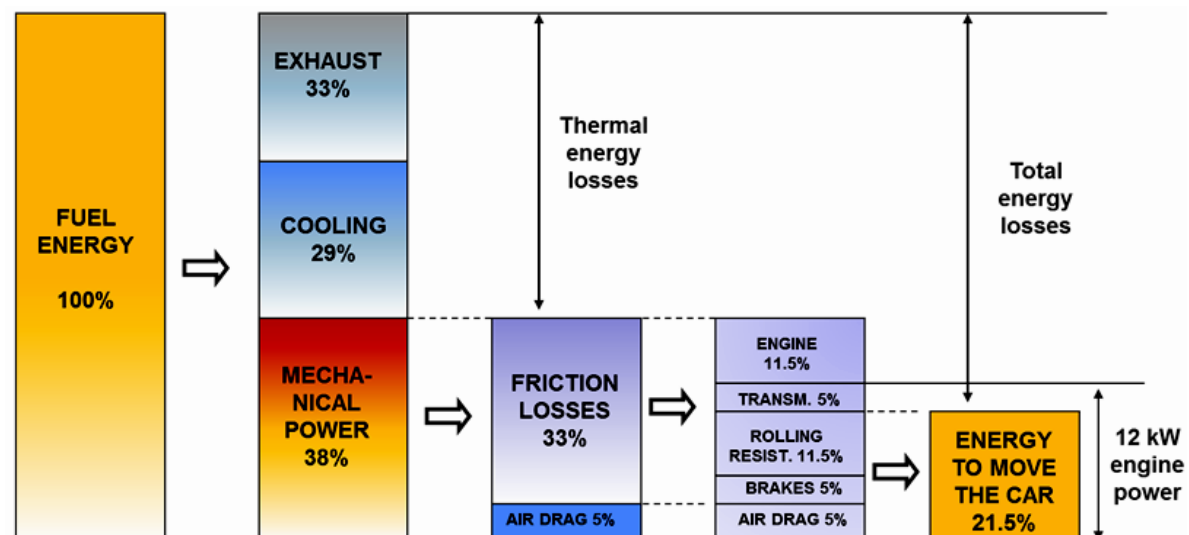 FUEL
ENERGY
100%
EXHAUST
33%
COOLING
29%
MECHA-
NICAL
POWER
38%
Thermal
energy
losses
FRICTION
LOSSES
33%
AIR DRAG 5%
ENGINE
11.5%
TRANSM. 5%
ROLLING
RESIST. 11.5%
BRAKES 5%
AIR DRAG 5%
Total
energy
losses
ENERGY
TO MOVE
THE CAR
21.5%
12 kW
engine
power